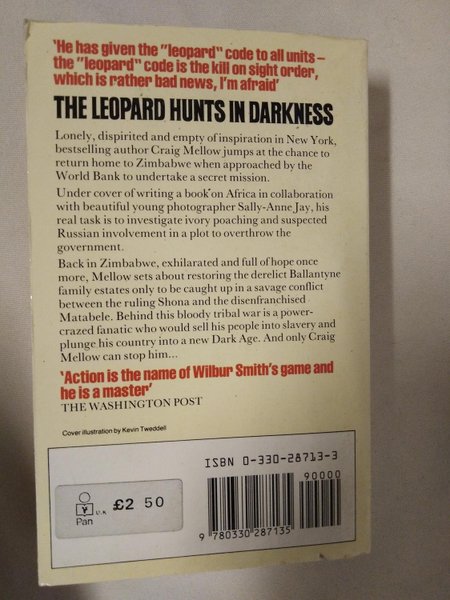 'He has given the "leopard" code to all units –
the "leopard" code is the kill on sight order,
which is rather bad news, I'm afraid'
THE LEOPARD HUNTS IN DARKNESS
Lonely, dispirited and empty of inspiration in New York,
bestselling author Craig Mellow jumps at the chance to
return home to Zimbabwe when approached by the
World Bank to undertake a secret mission.
Under cover of writing a book on Africa in collaboration
with beautiful young photographer Sally-Anne Jay, his
real task is to investigate ivory poaching and suspected
Russian involvement in a plot to overthrow the
government.
Back in Zimbabwe, exhilarated and full of hope once
more, Mellow sets about restoring the derelict Ballantyne
family estates only to be caught up in a savage conflict
between the ruling Shona and the disenfranchised
Matabele. Behind this bloody tribal war is a power-
crazed fanatic who would sell his people into slavery and
plunge his country into a new Dark Age. And only Craig
Mellow can stop him...
'Action is the name of Wilbur Smith's game and
he is a master'
THE WASHINGTON POST
Cover illustration by Kevin Tweddell
ISBN 0-330-28713-3
90000
U.K £2 50
Pan
9 780330 287135